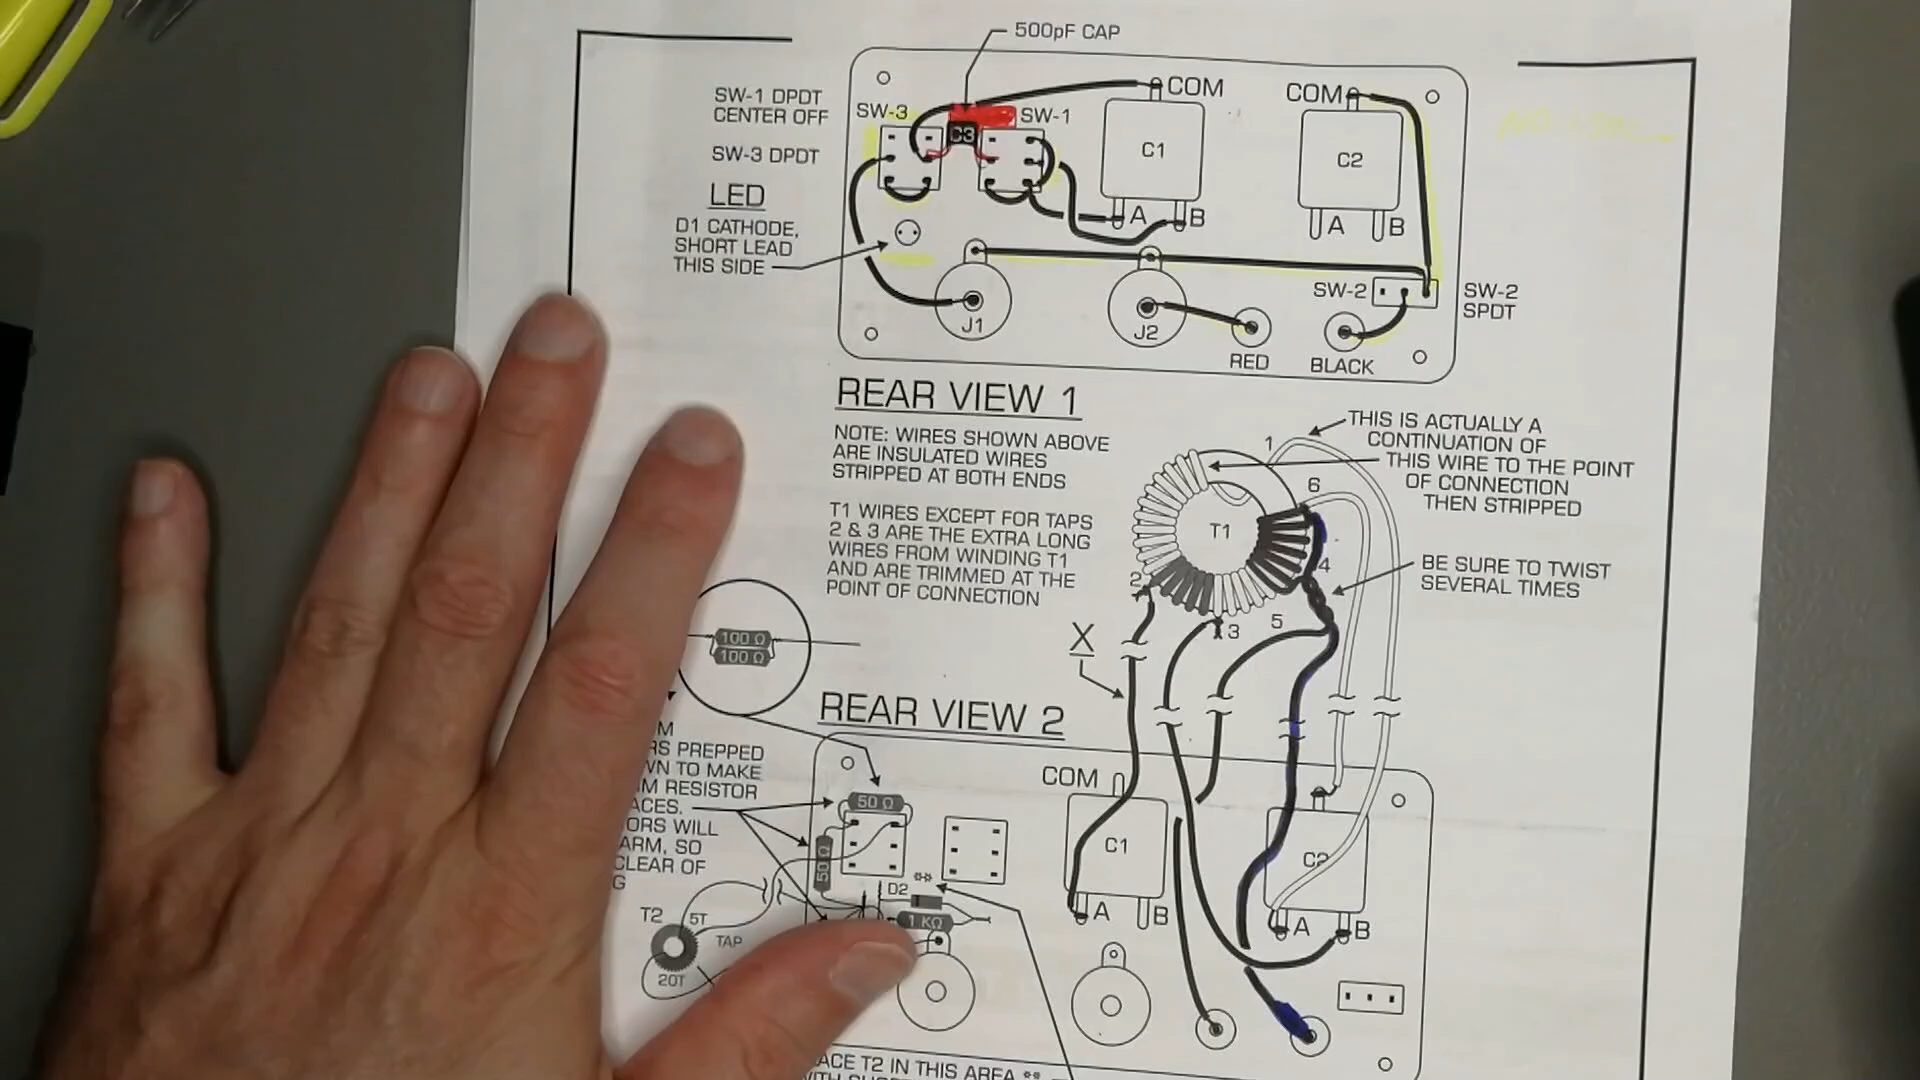 500pF CAP
SW-1 DPDT
CENTER OFF
SW-3 DPDT
LED
D1 CATHODE,
SHORT LEAD
THIS SIDE
SW-3
C3
SW-1
COM
C1
A
B
COM
C2
A
B
J1
J2
RED
BLACK
SW-2
SW-2
SPDT
NO
REAR VIEW 1
NOTE: WIRES SHOWN ABOVE
ARE INSULATED WIRES
STRIPPED AT BOTH ENDS
T1 WIRES EXCEPT FOR TAPS
2 & 3 ARE THE EXTRA LONG
WIRES FROM WINDING T1
AND ARE TRIMMED AT THE
POINT OF CONNECTION
THIS IS ACTUALLY A
CONTINUATION OF
THIS WIRE TO THE POINT
OF CONNECTION
THEN STRIPPED
1
6
T1
4
2
3
5
X
BE SURE TO TWIST
SEVERAL TIMES
100 Ω
100 Ω
REAR VIEW 2
M
RS PREPPED
WN TO MAKE
M RESISTOR
ACES.
ORS WILL
ARM, SO
CLEAR OF
G
50 Ω
50 Ω
D2
**
1 KΩ
T2
5T
TAP
20T
COM
C1
A
B
C2
A
B
ACE T2 IN THIS AREA **